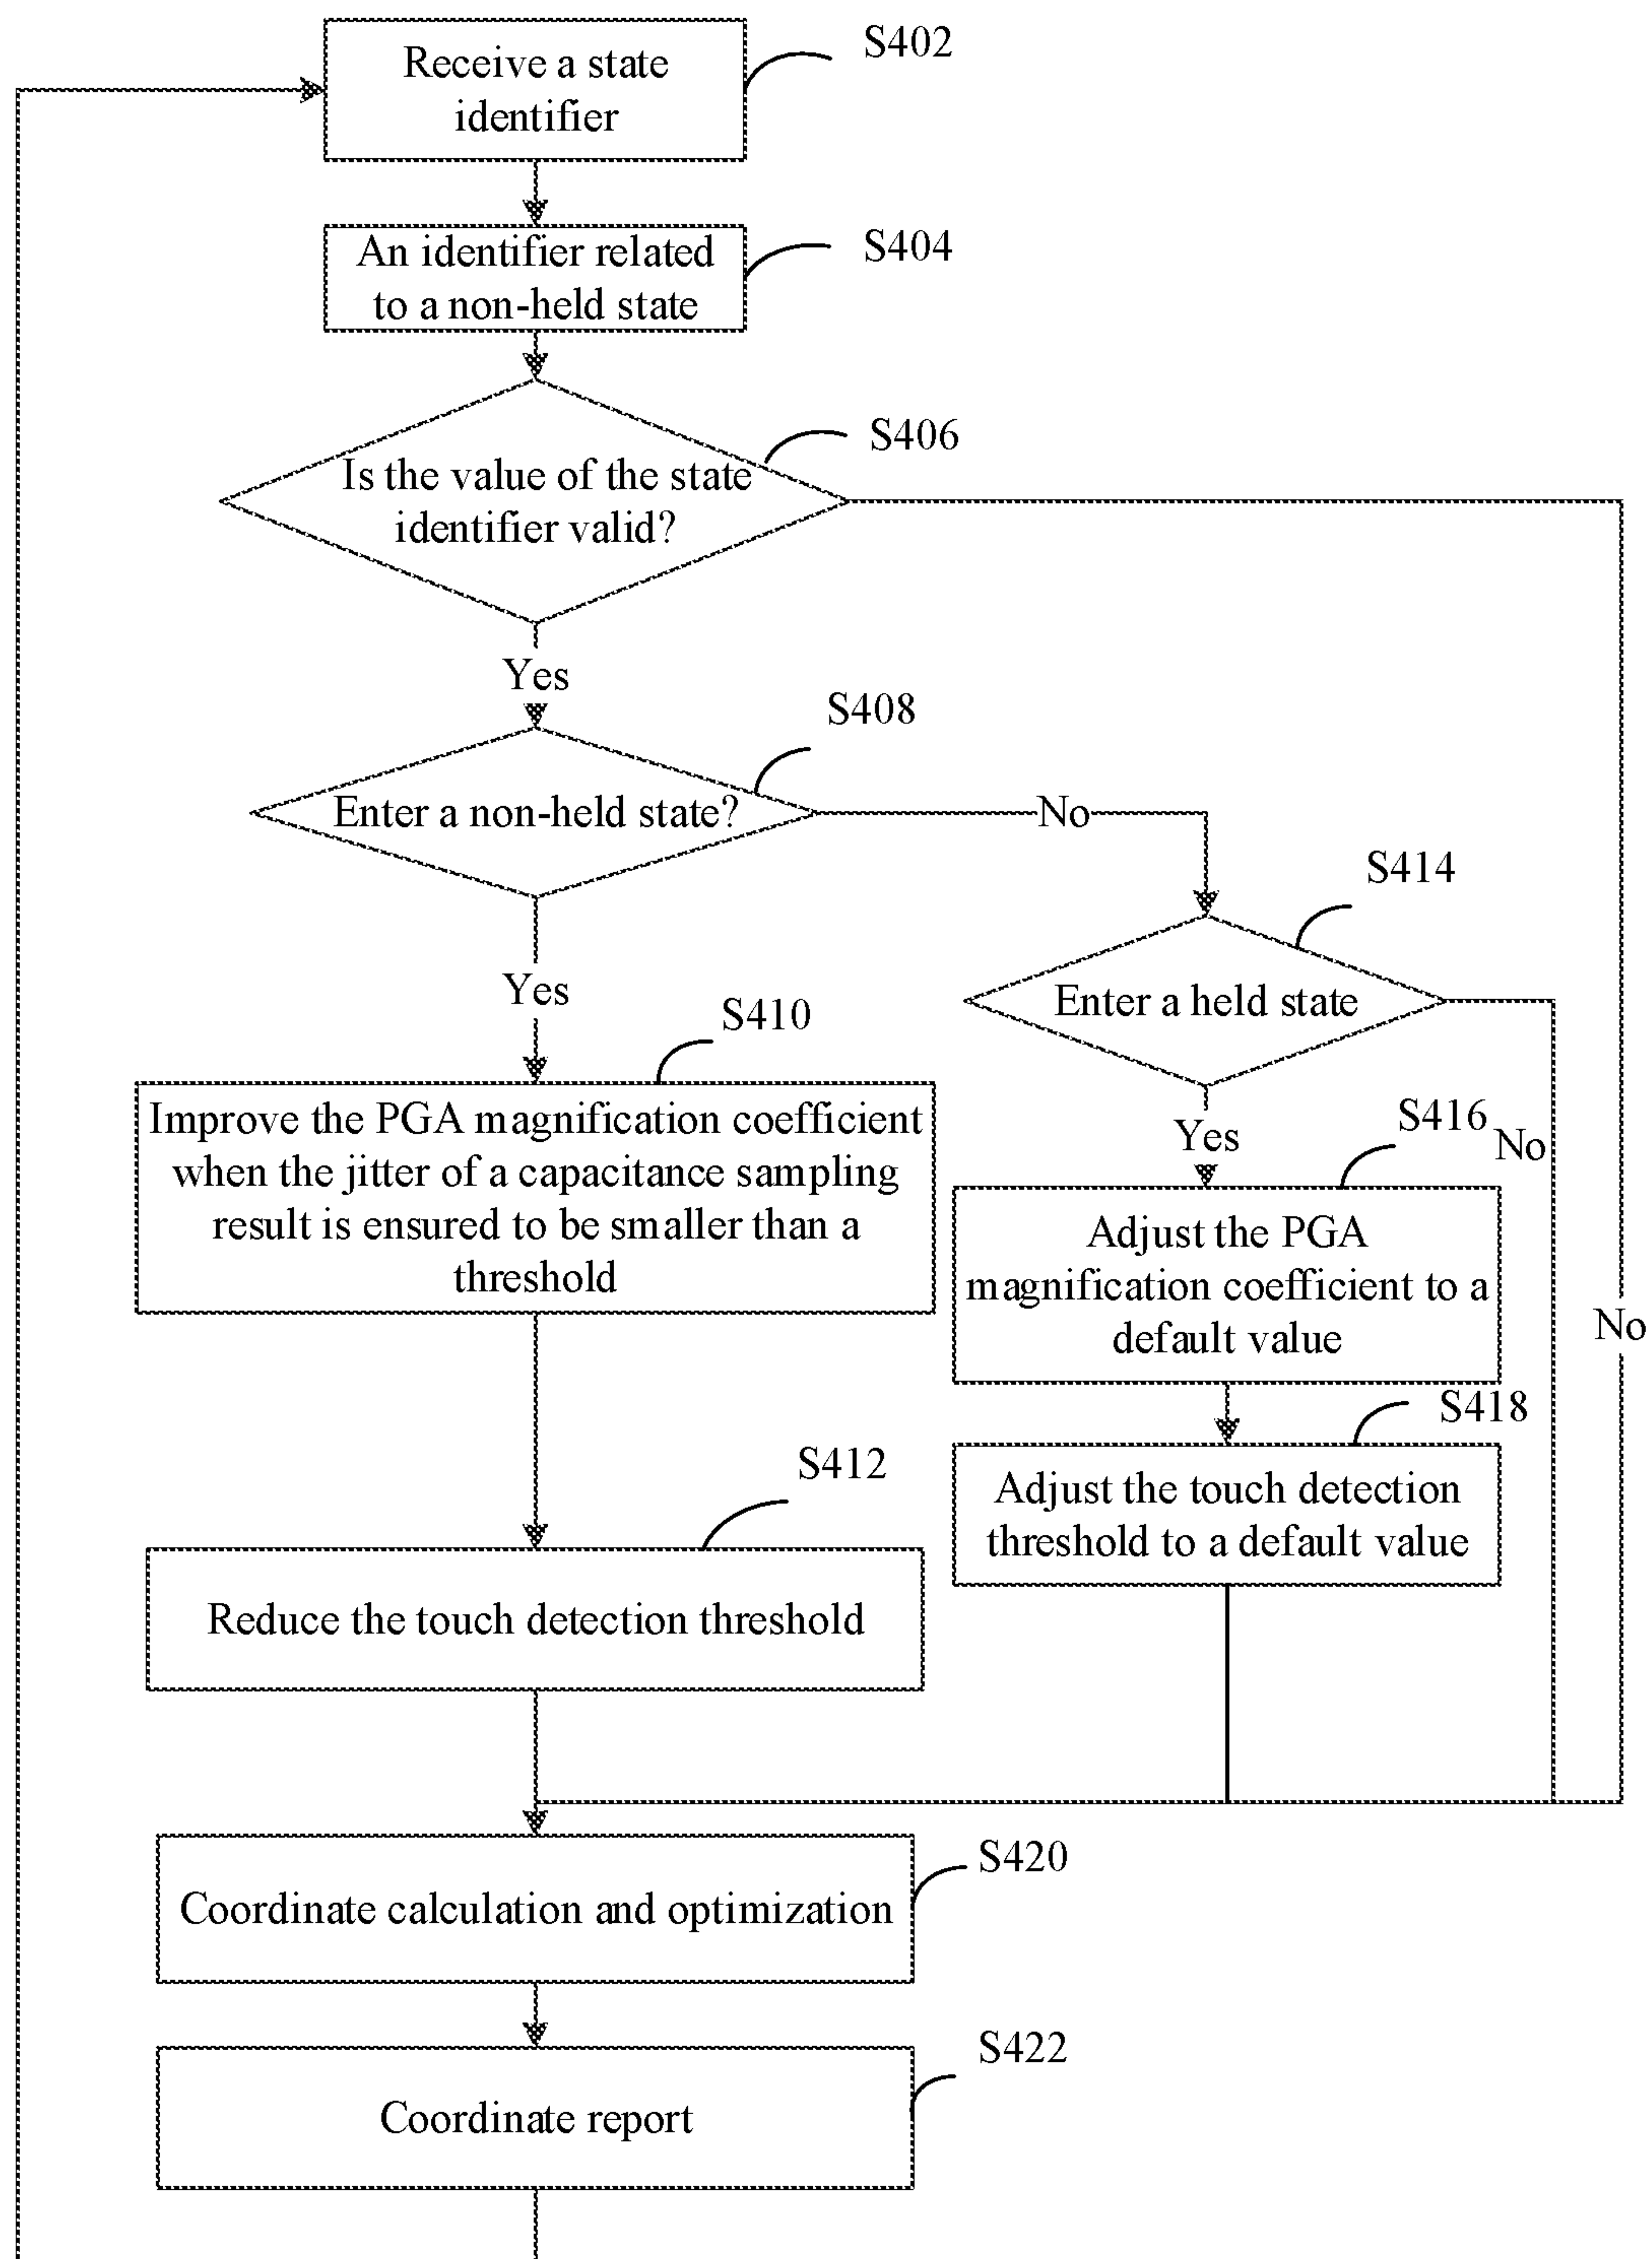 Receive a state
identifier
S402
An identifier related
to a non-held state
S404
Is the value of the state
identifier valid?
S406
Yes
Enter a non-held state?
S408
No
Enter a held state
S414
Yes
S410
Improve the PGA magnification coefficient
when the jitter of a capacitance sampling
result is ensured to be smaller than a
threshold
Yes
S416
No
Adjust the PGA
magnification coefficient to a
default value
No
S418
Adjust the touch detection
threshold to a default value
S412
Reduce the touch detection threshold
S420
Coordinate calculation and optimization
S422
Coordinate report